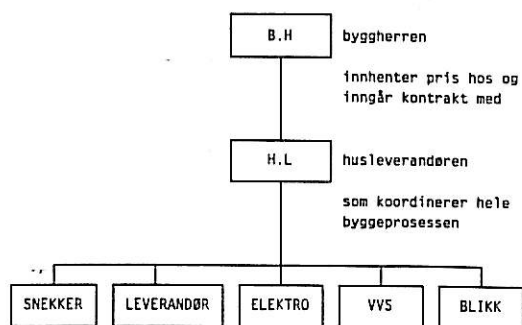 B.H byggherren
innhenter pris hos og
inngår kontrakt med
H.L husleverandøren
som koordinerer hele
byggeprosessen
SNEKKER LEVERANDØR ELEKTRO VVS BLIKK